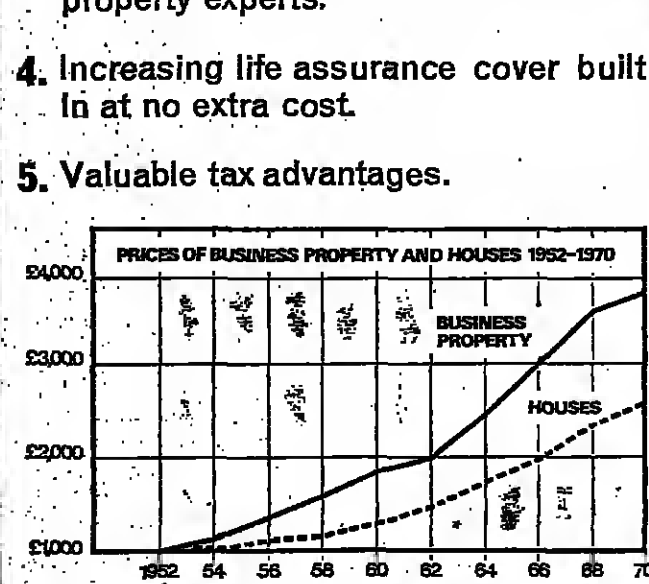 property experts.
4. Increasing life assurance cover built
in at no extra cost.
5. Valuable tax advantages.
PRICES OF BUSINESS PROPERTY AND HOUSES 1952-1970
£4,000
BUSINESS
PROPERTY
£3,000
HOUSES
£2,000
£1,000
1952 54 56 58 60 62 64 66 68 70